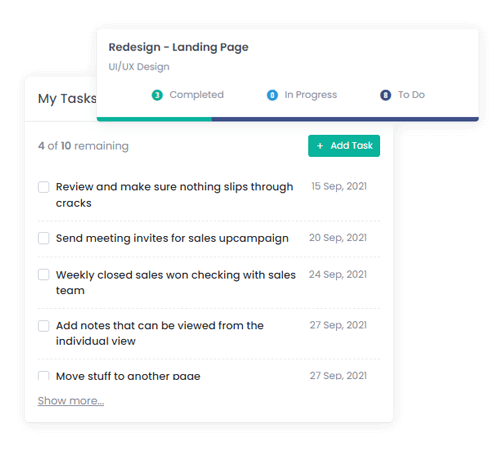 Redesign - Landing Page
UI/UX Design
3 Completed
0 In Progress
8 To Do
My Tasks
4 of 10 remaining
+ Add Task
Review and make sure nothing slips through 15 Sep, 2021
cracks
Send meeting invites for sales upcampaign 20 Sep, 2021
Weekly closed sales won checking with sales 24 Sep, 2021
team
Add notes that can be viewed from the 27 Sep, 2021
individual view
Move stuff to another page 27 Sep, 2021
Show more...